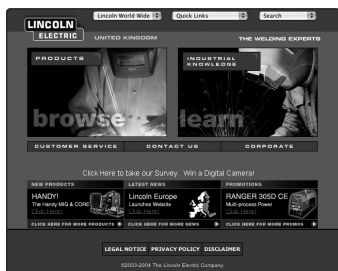 Lincoln World Wide
Quick Links
Search
LINCOLN
ELECTRIC
UNITED KINGDOM
THE WELDING EXPERTS
PRODUCTS
INDUSTRIAL
KNOWLEDGE
browse
learn
CUSTOMER SERVICE
CONTACT US
CORPORATE
Click Here to take our Survey. Win a Digital Camera!
NEW PRODUCTS
LATEST NEWS
PROMOTIONS
HANDY!
The Handy MIG & CORE
Click Here!
Lincoln Europe
Launches Website
Click Here!
RANGER 305D CE
Multi-process Power
Click Here!
CLICK HERE FOR MORE PRODUCTS
CLICK HERE FOR MORE NEWS
CLICK HERE FOR MORE PROMOS
LEGAL NOTICE PRIVACY POLICY DISCLAIMER
©2003-2004 The Lincoln Electric Company